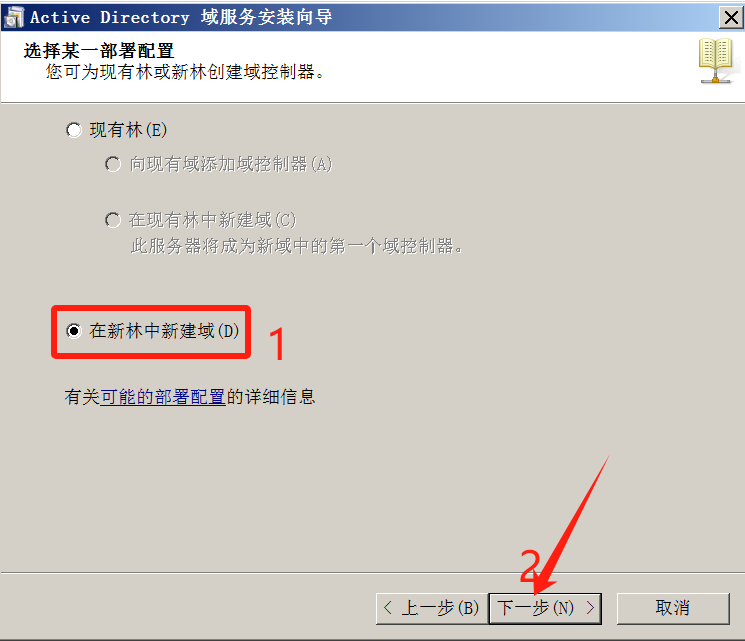 Active Directory 域服务安装向导
选择某一部署配置
您可为现有林或新林创建域控制器。
现有林(E)
向现有域添加域控制器(A)
在现有林中新建域(C)
此服务器将成为新域中的第一个域控制器。
在新林中新建域(D)
1
有关可能的部署配置的详细信息
2
< 上一步(B) 下一步(N) > 取消